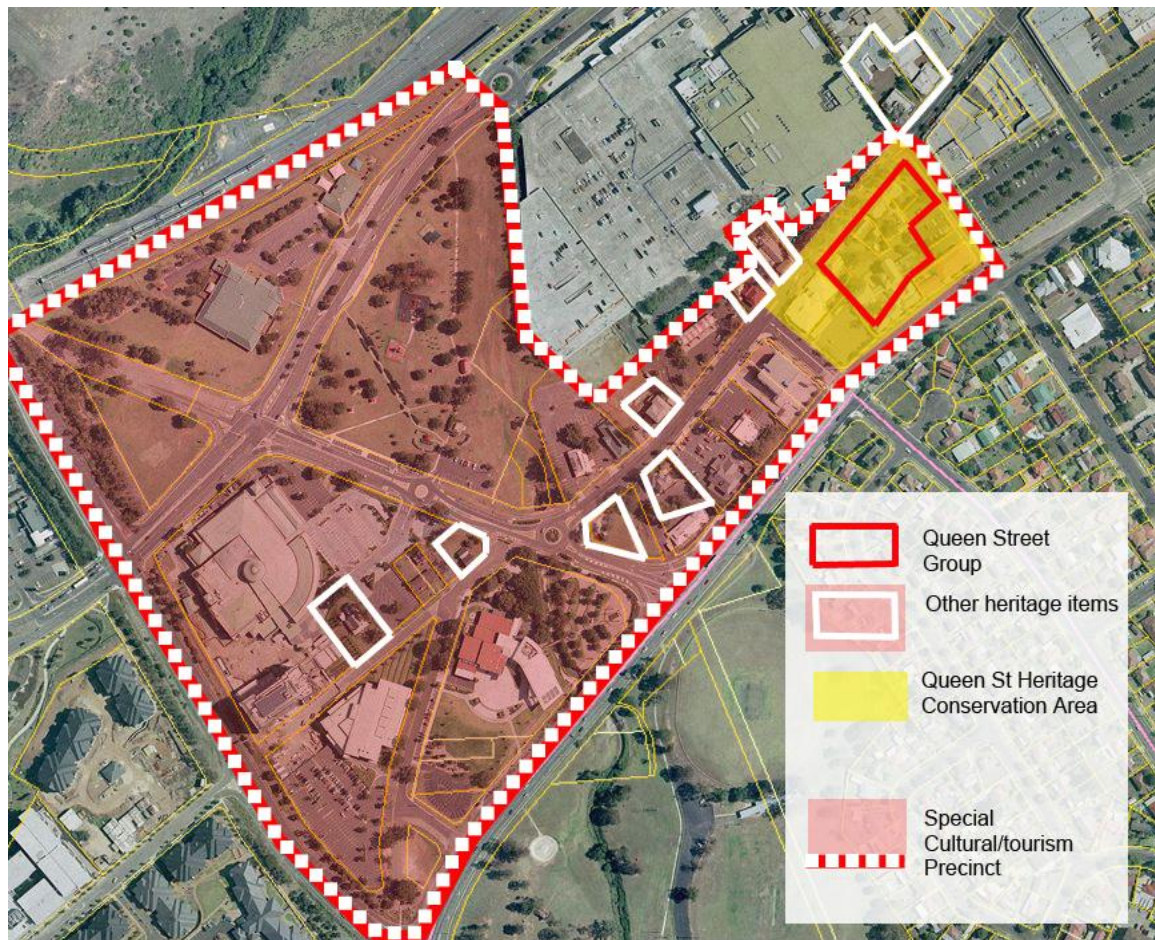 Queen Street
Group
Other heritage items
Queen St Heritage
Conservation Area
Special
Cultural/tourism
Precinct